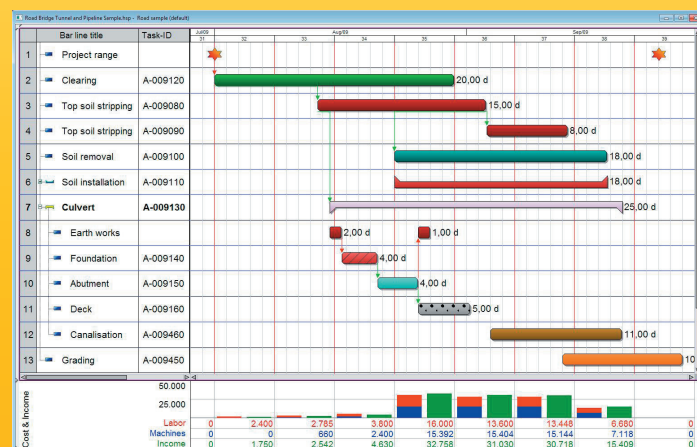 Road Bridge Tunnel and Pipeline Sample.hsp - Road sample (default)
Bar line title Task-ID Jul/09 Aug/09 Sep/09
31 32 33 34 35 36 37 38 39
1 Project range
2 Clearing A-009120 20,00 d
3 Top soil stripping A-009080 15,00 d
4 Top soil stripping A-009090 8,00 d
5 Soil removal A-009100 18,00 d
6 Soil installation A-009110 18,00 d
7 Culvert A-009130 25,00 d
8 Earth works 2,00 d 1,00 d
9 Foundation A-009140 4,00 d
10 Abutment A-009150 4,00 d
11 Deck A-009160 5,00 d
12 Canalisation A-009460 11,00 d
13 Grading A-009450 10
Cost & Income
50.000
25.000
Labor 0 2.400 2.785 3.800 16.000 13.600 13.448 6.680 0
Machines 0 0 660 2.400 15.392 15.404 15.144 7.118 0
Income 0 1.750 2.542 4.630 32.758 31.030 30.718 15.409 0